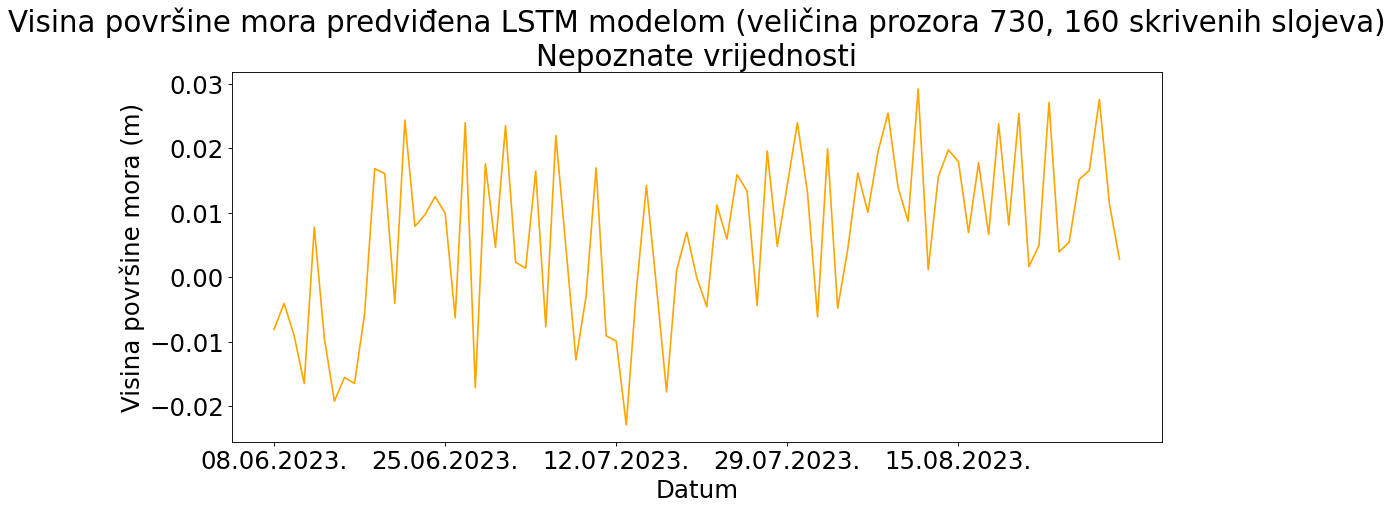 Visina površine mora predviđena LSTM modelom (veličina prozora 730, 160 skrivenih slojeva)
Nepoznate vrijednosti
Visina površine mora (m)
0.03
0.02
0.01
0.00
−0.01
−0.02
08.06.2023. 25.06.2023. 12.07.2023. 29.07.2023. 15.08.2023.
Datum